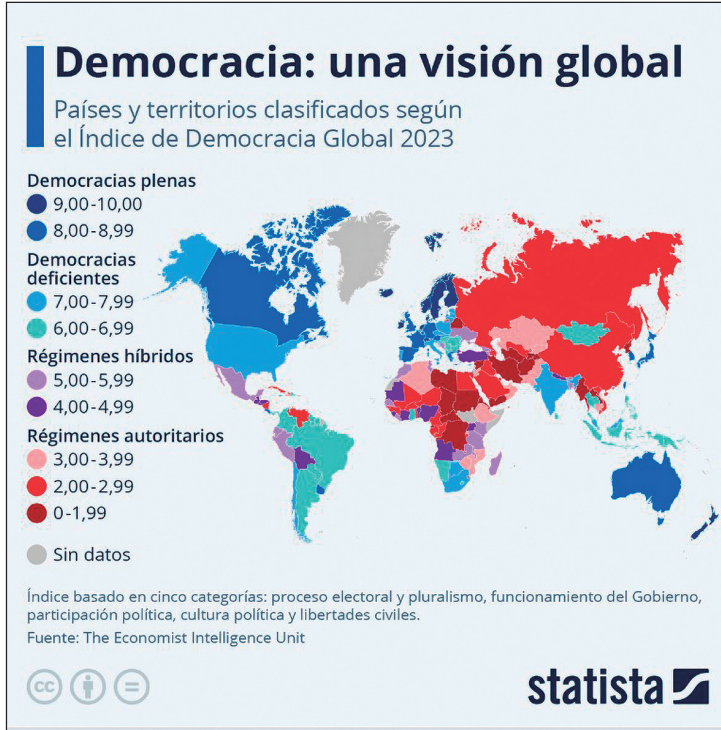 Democracia: una visión global
Países y territorios clasificados según
el Índice de Democracia Global 2023
Democracias plenas
9,00-10,00
8,00-8,99
Democracias
deficientes
7,00-7,99
6,00-6,99
Régimenes híbridos
5,00-5,99
4,00-4,99
Régimenes autoritarios
3,00-3,99
2,00-2,99
0-1,99
Sin datos
Índice basado en cinco categorías: proceso electoral y pluralismo, funcionamiento del Gobierno,
participación política, cultura política y libertades civiles.
Fuente: The Economist Intelligence Unit
cc
=
statista